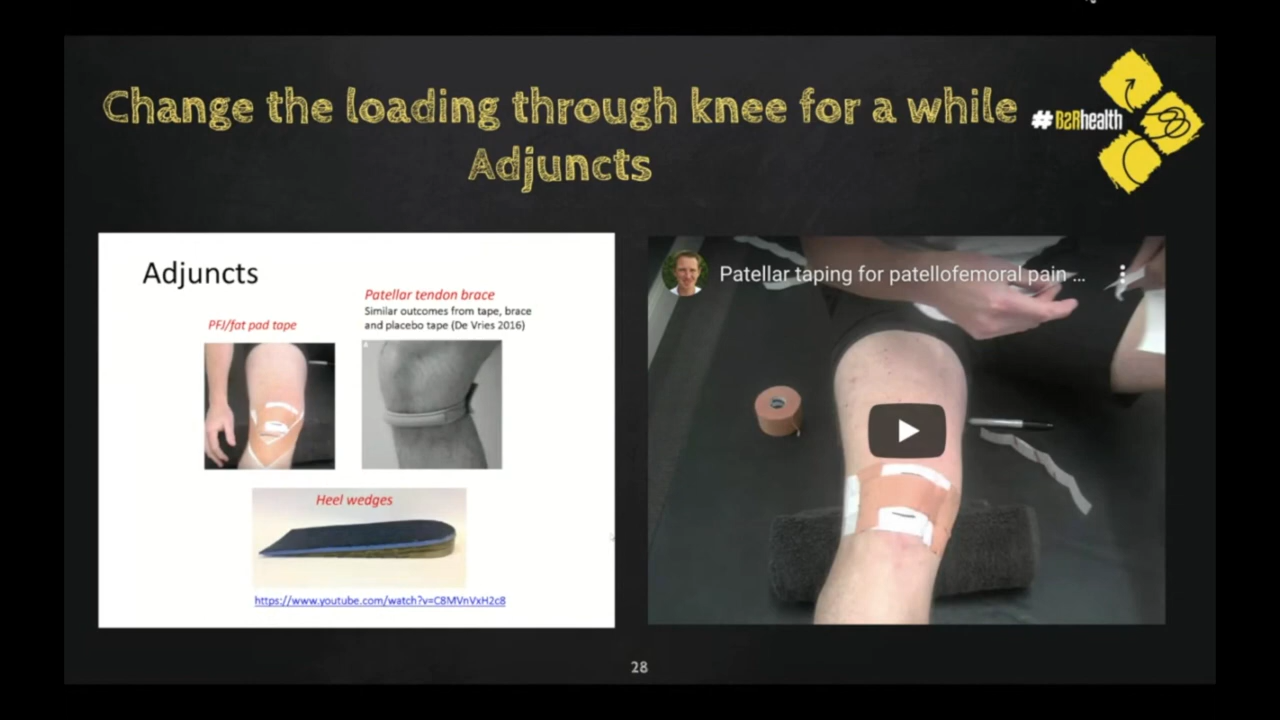 Change the loading through knee for a while
Adjuncts
# B2Rhealth
Adjuncts
Patellar tendon brace
Similar outcomes from tape, brace
and placebo tape (De Vries 2016)
PFJ/fat pad tape
Heel wedges
https://www.youtube.com/watch?v=C8MVnVxH2c8
Patellar taping for patellofemoral pain ...
28